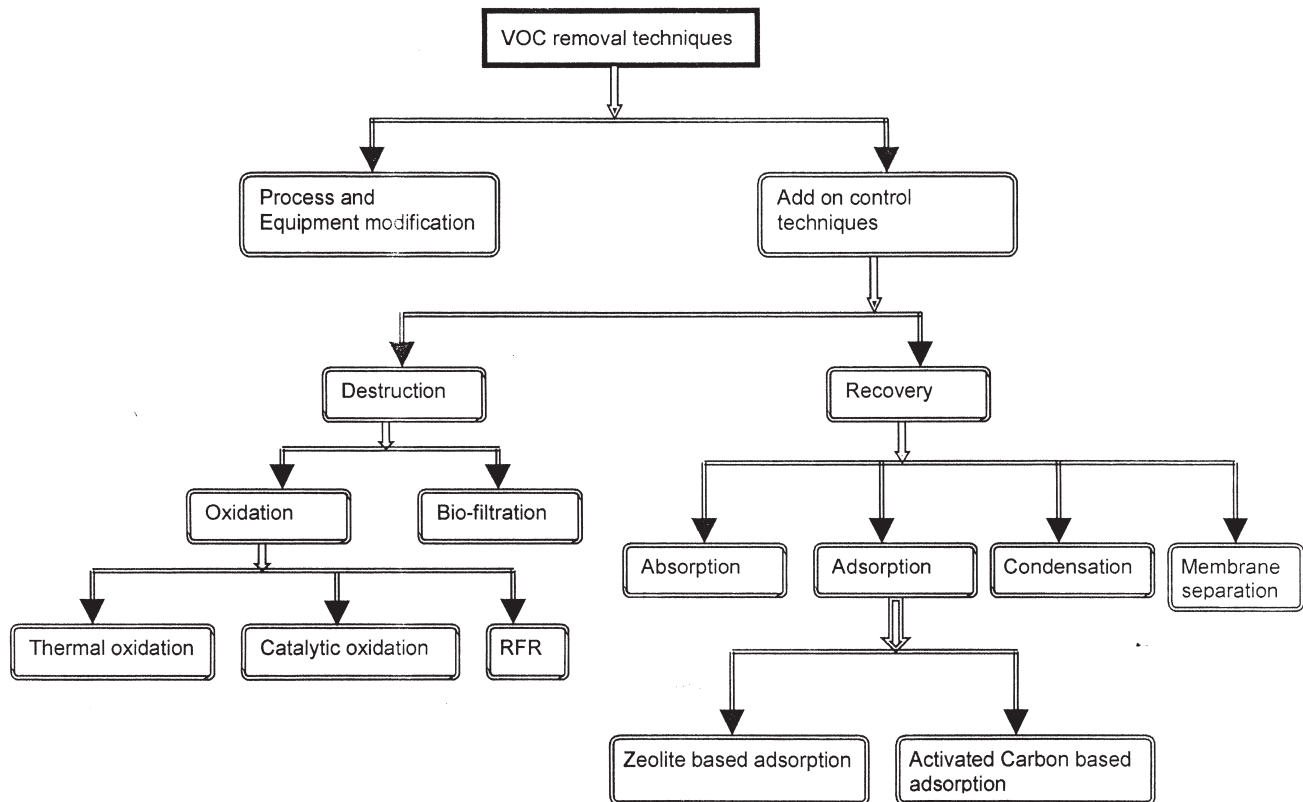 VOC removal techniques
Process and
Equipment modification
Add on control
techniques
Destruction
Recovery
Oxidation
Bio-filtration
Absorption
Adsorption
Condensation
Membrane
separation
Thermal oxidation
Catalytic oxidation
RFR
Zeolite based adsorption
Activated Carbon based
adsorption